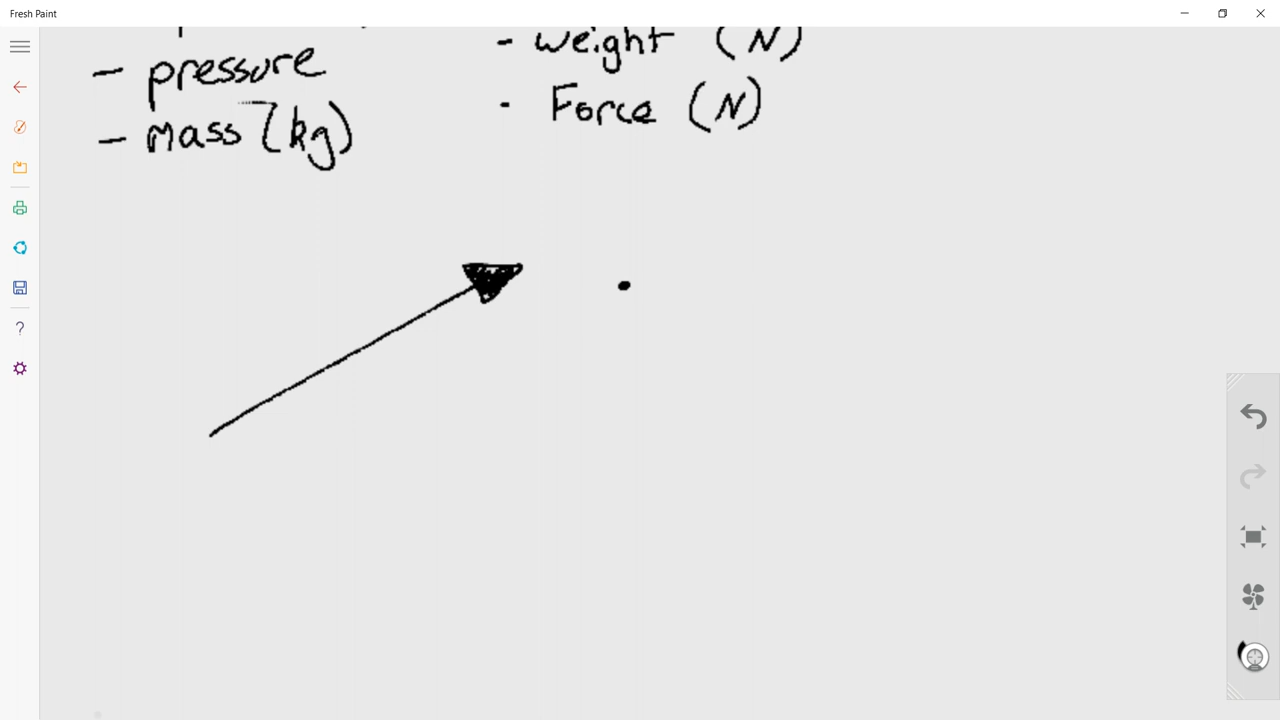 Fresh Paint
- pressure
- mass (kg)
- weight (N)
- Force (N)
?